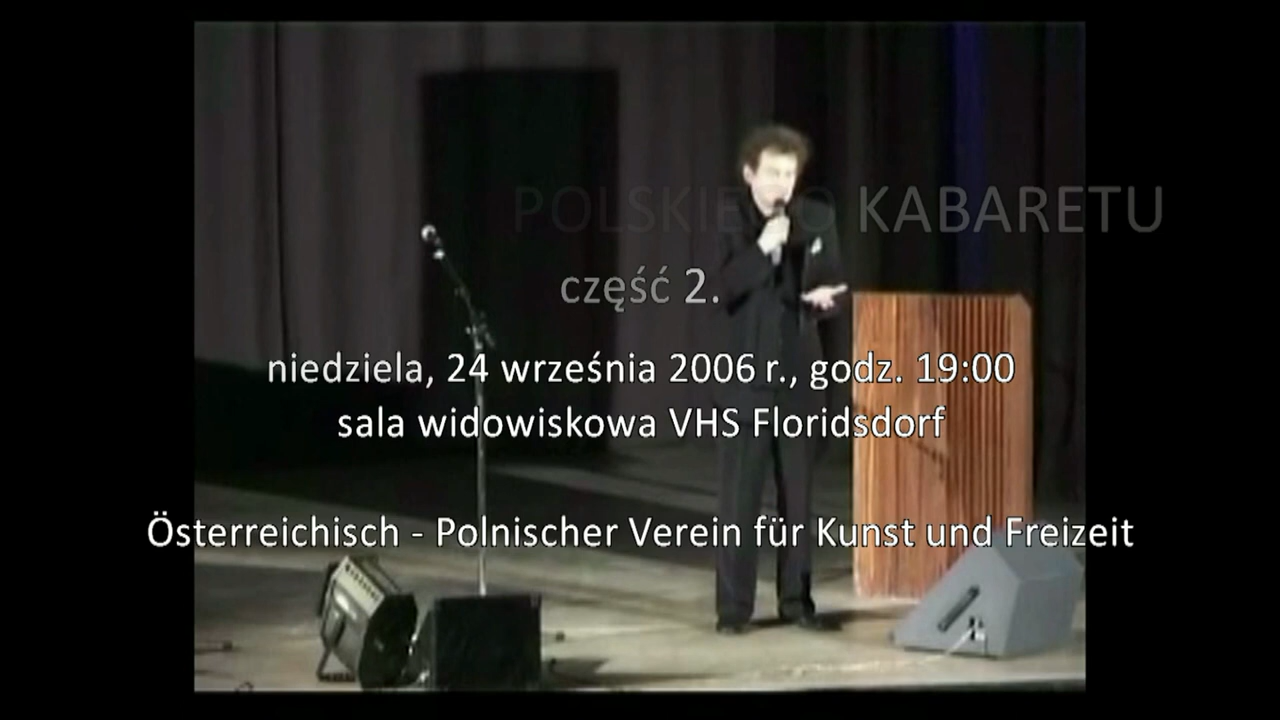 POLSKIEGO KABARETU
część 2.
niedziela, 24 września 2006 r., godz. 19:00
sala widowiskowa VHS Floridsdorf
Österreichisch - Polnischer Verein für Kunst und Freizeit